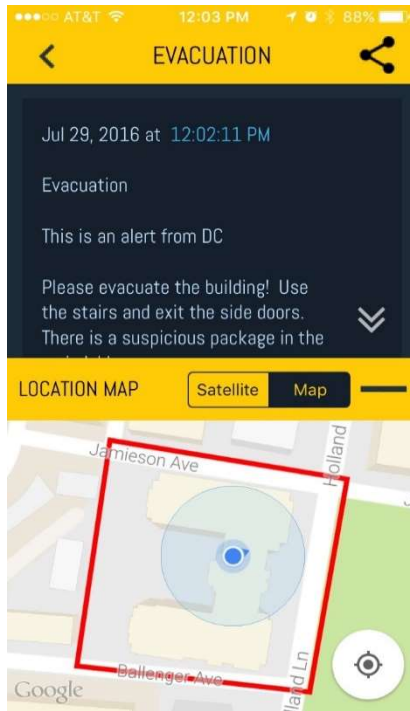 AT&T 12:03 PM 88%
EVACUATION
Jul 29, 2016 at 12:02:11 PM
Evacuation
This is an alert from DC
Please evacuate the building! Use
the stairs and exit the side doors.
There is a suspicious package in the
LOCATION MAP Satellite Map
Jamieson Ave
Holland
Ballenger Ave
lland Ln
Google